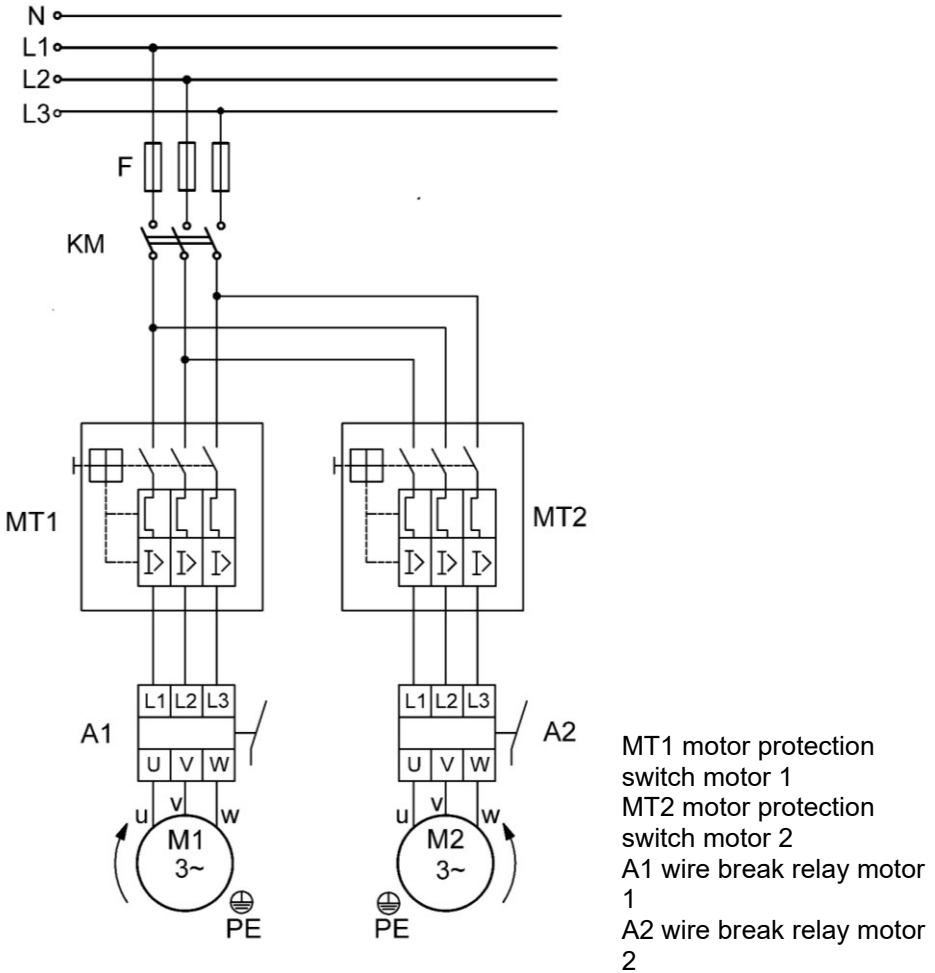 N
L1
L2
L3
F
KM
MT1
MT2
I> I> I>
I> I> I>
L1 L2 L3
L1 L2 L3
A1
A2
U V W
U V W
u v w
u v w
M1
3~
M2
3~
PE
PE
MT1 motor protection
switch motor 1
MT2 motor protection
switch motor 2
A1 wire break relay motor
1
A2 wire break relay motor
2